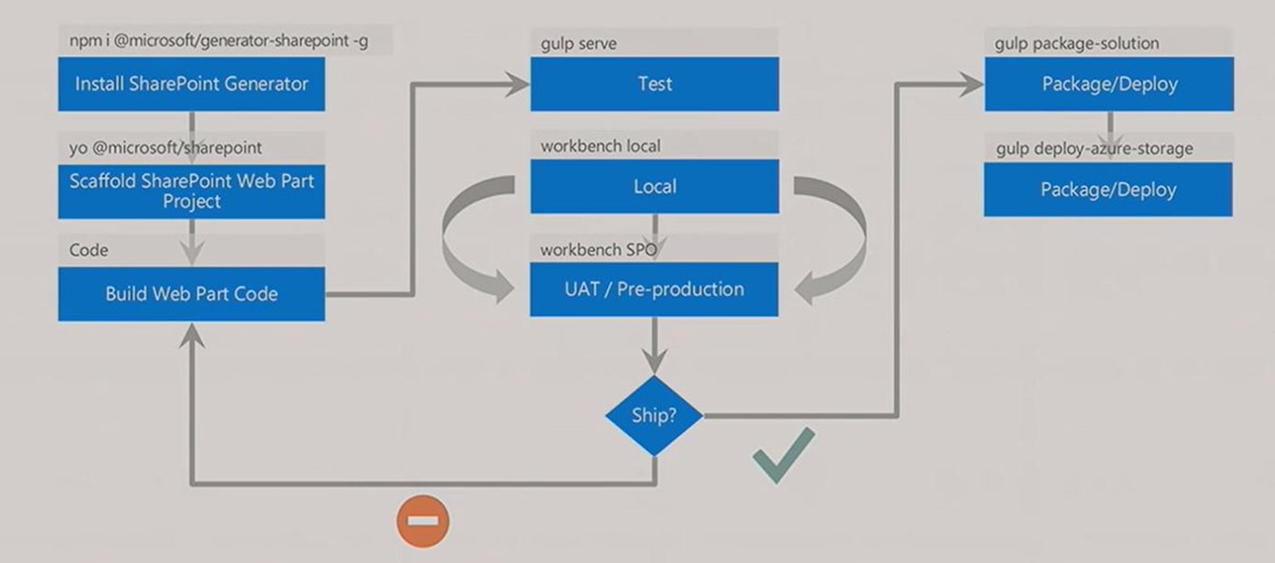 npm i @microsoft/generator-sharepoint -g
Install SharePoint Generator
yo @microsoft/sharepoint
Scaffold SharePoint Web Part
Project
Code
Build Web Part Code
gulp serve
Test
workbench local
Local
workbench SPO
UAT / Pre-production
Ship?
gulp package-solution
Package/Deploy
gulp deploy-azure-storage
Package/Deploy